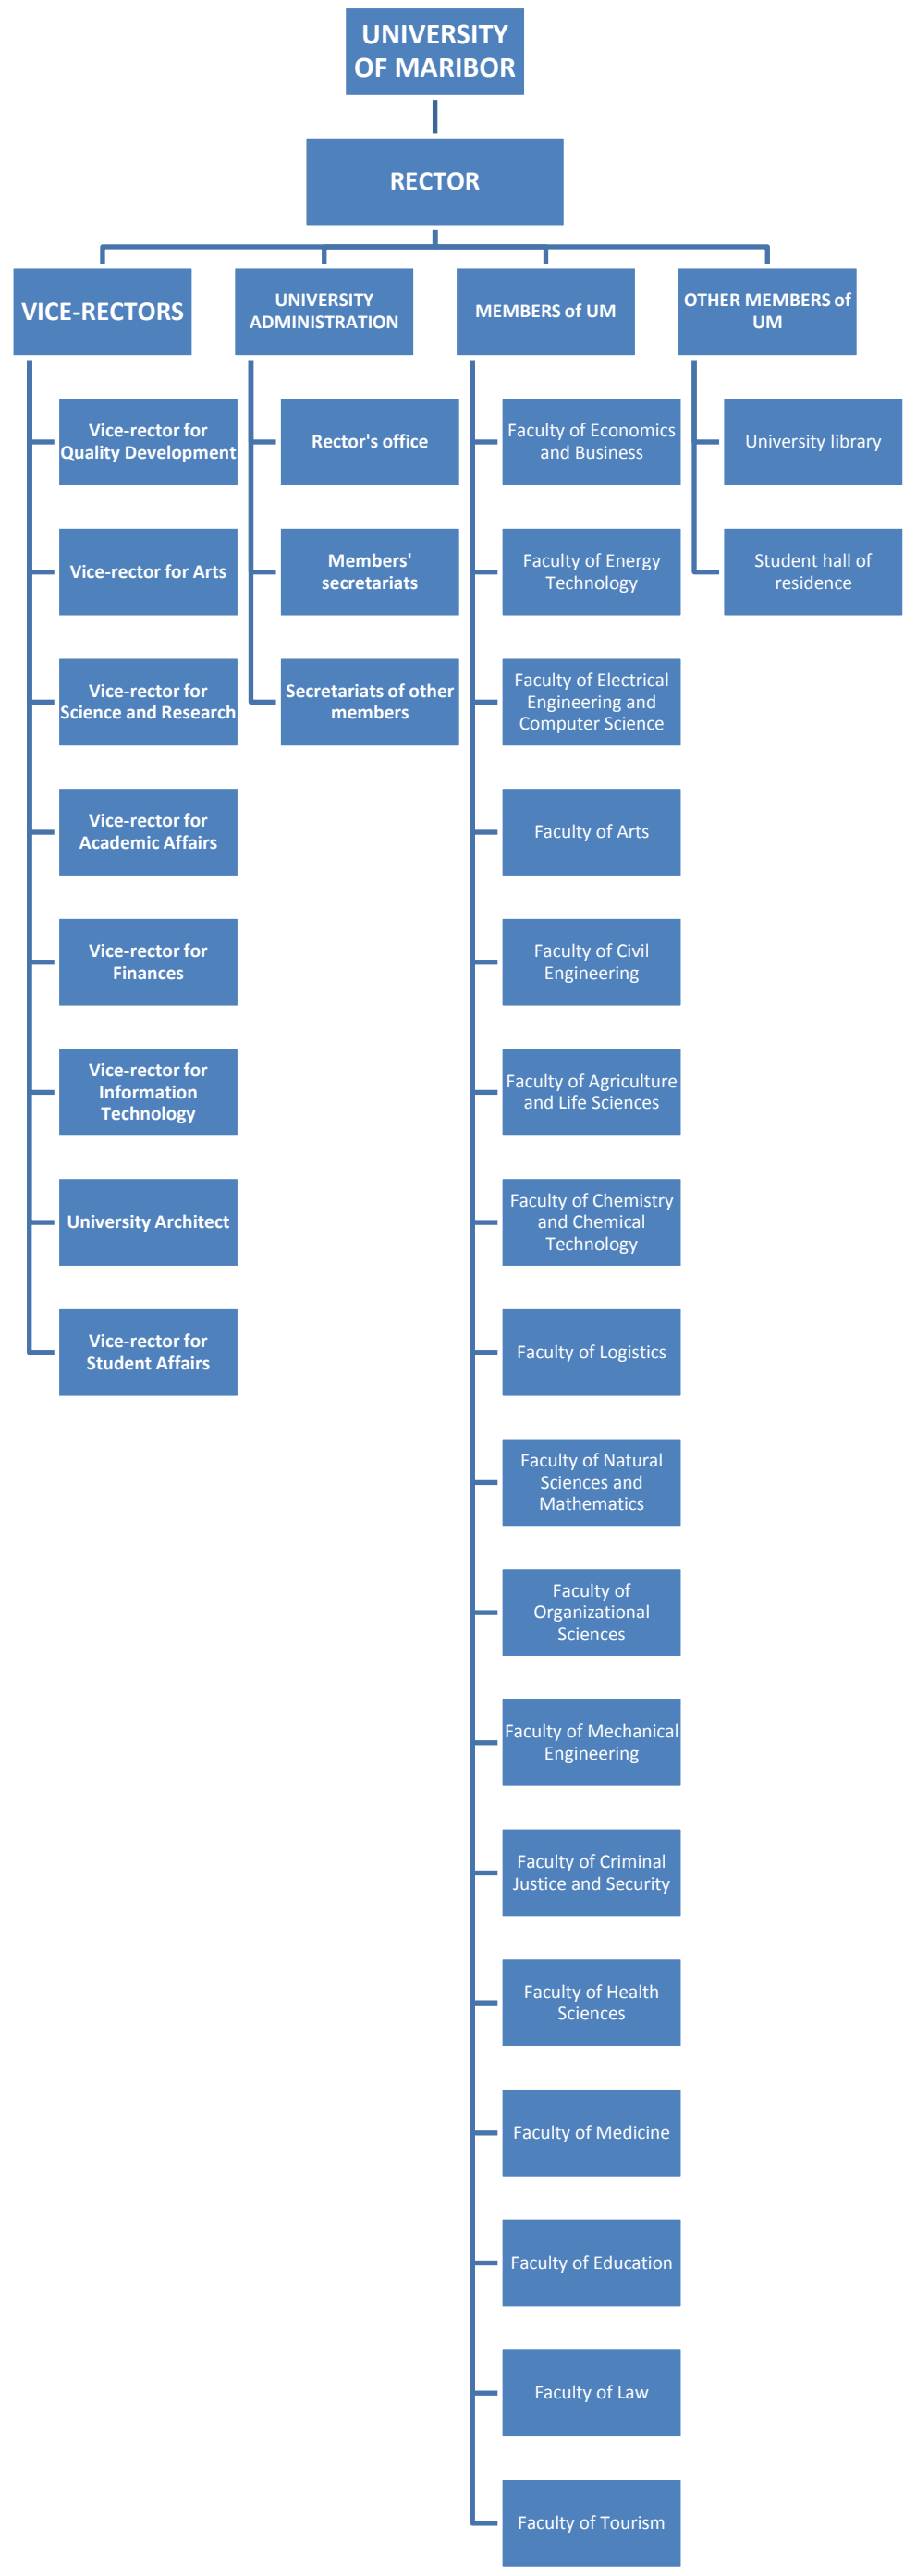 UNIVERSITY
OF MARIBOR
RECTOR
VICE-RECTORS
Vice-rector for
Quality Development
Vice-rector for Arts
Vice-rector for
Science and Research
Vice-rector for
Academic Affairs
Vice-rector for
Finances
Vice-rector for
Information
Technology
University Architect
Vice-rector for
Student Affairs
UNIVERSITY
ADMINISTRATION
Rector's office
Members'
secretariats
Secretariats of other
members
MEMBERS of UM
Faculty of Economics
and Business
Faculty of Energy
Technology
Faculty of Electrical
Engineering and
Computer Science
Faculty of Arts
Faculty of Civil
Engineering
Faculty of Agriculture
and Life Sciences
Faculty of Chemistry
and Chemical
Technology
Faculty of Logistics
Faculty of Natural
Sciences and
Mathematics
Faculty of
Organizational
Sciences
Faculty of Mechanical
Engineering
Faculty of Criminal
Justice and Security
Faculty of Health
Sciences
Faculty of Medicine
Faculty of Education
Faculty of Law
Faculty of Tourism
OTHER MEMBERS of
UM
University library
Student hall of
residence